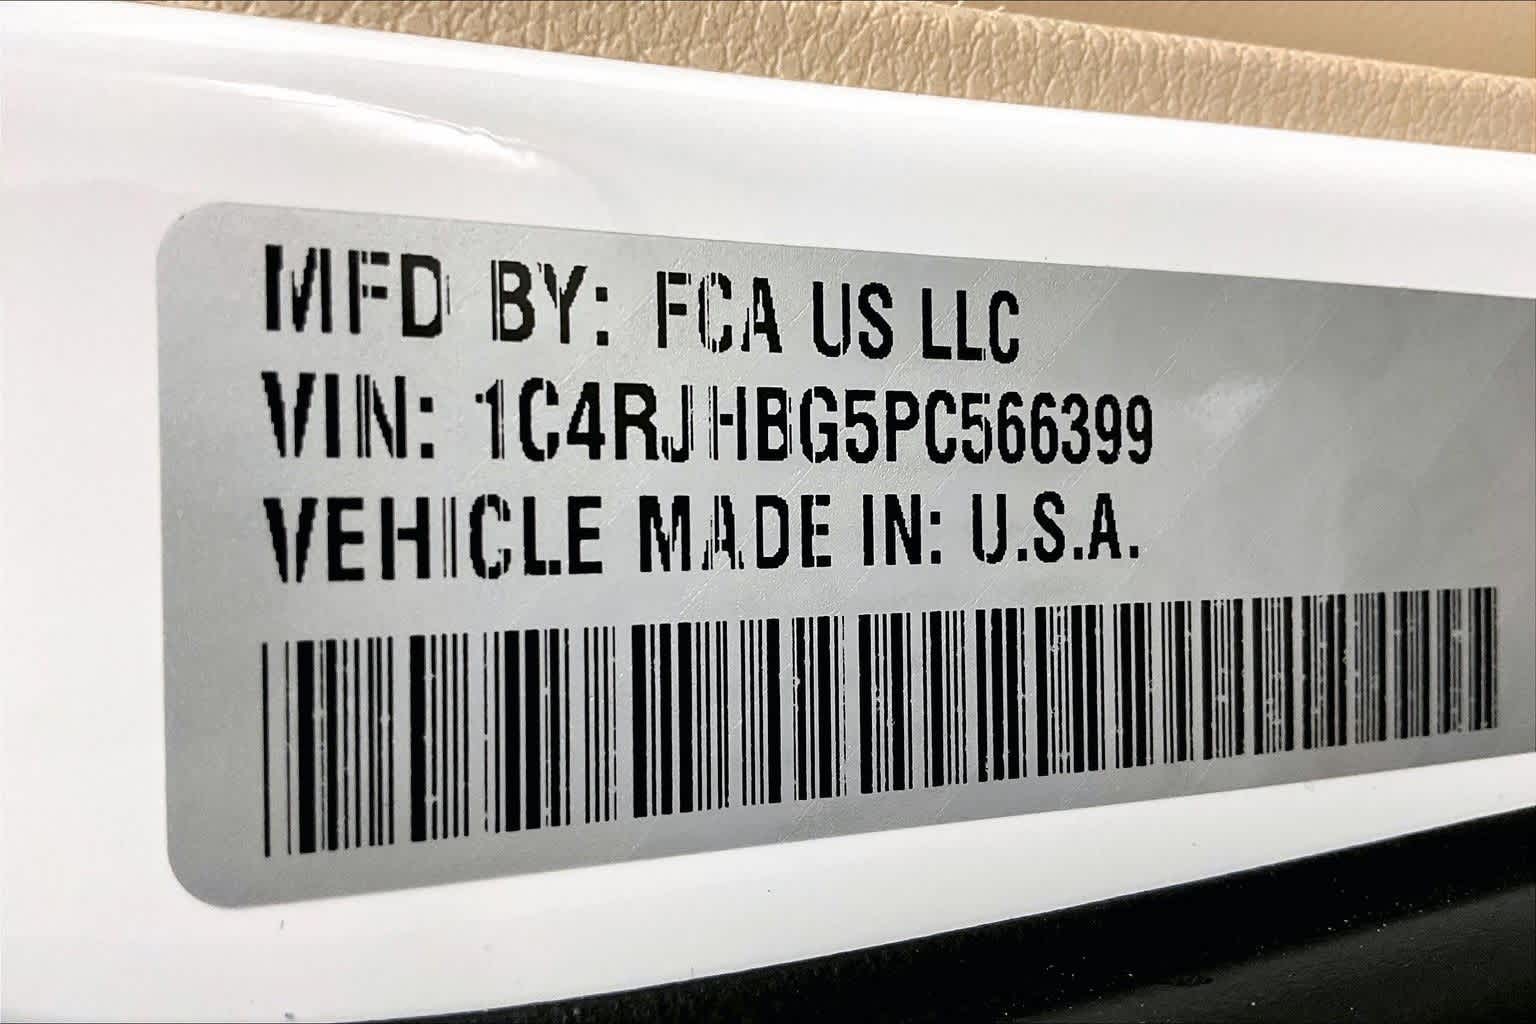 MFD BY: FCA US LLC
VIN: 1C4RJHBG5PC566399
VEHICLE MADE IN: U.S.A.